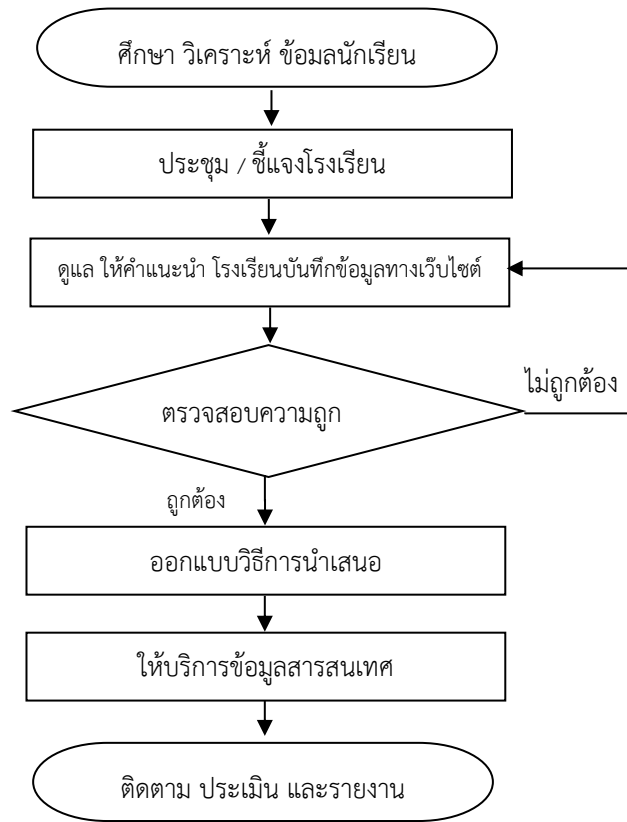 ศึกษา วิเคราะห์ ข้อมลนักเรียน
ประชุม / ชี้แจงโรงเรียน
ดูแล ให้คำแนะนำ โรงเรียนบันทึกข้อมูลทางเว็บไซต์
ไม่ถูกต้อง
ตรวจสอบความถูก
ถูกต้อง
ออกแบบวิธีการนำเสนอ
ให้บริการข้อมูลสารสนเทศ
ติดตาม ประเมิน และรายงาน